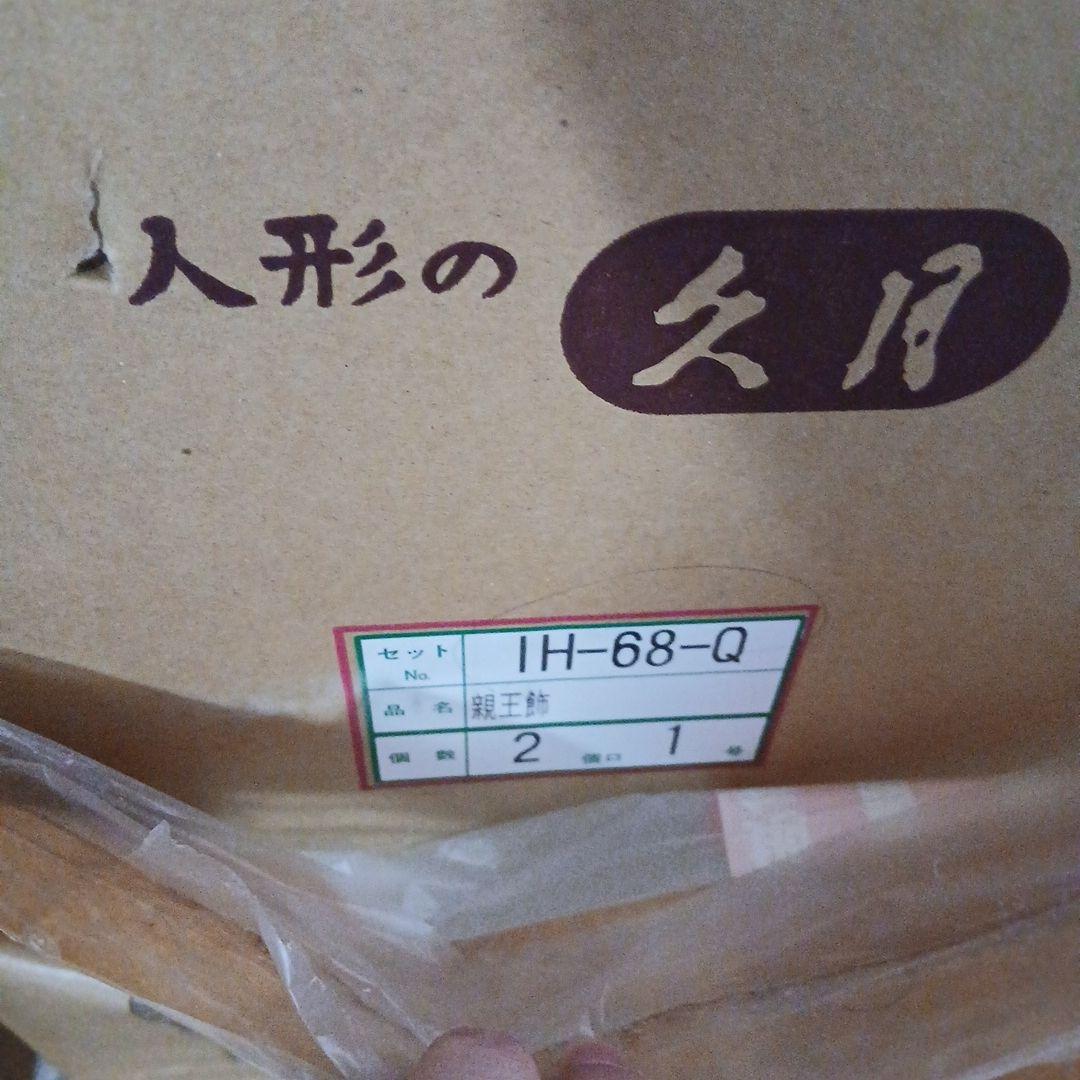 人形の 久月
セット No. IH-68-Q
品名 親王飾
個数 2 個口 1 号